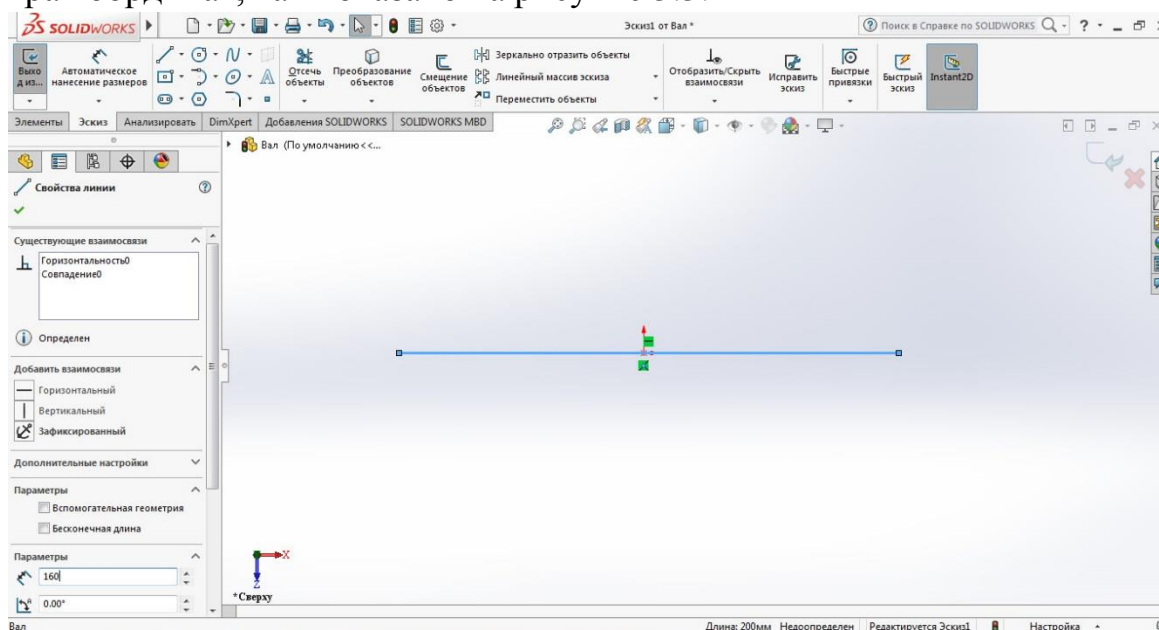 SOLIDWORKS
Эскиз1 от Вал *
Поиск в Справке по SOLIDWORKS
Выхо
д из...
Автоматическое
нанесение размеров
Отсечь
объекты
Преобразование
объектов
Смещение
объектов
Зеркально отразить объекты
Линейный массив эскиза
Переместить объекты
Отобразить/Скрыть
взаимосвязи
Исправить
эскиз
Быстрые
привязки
Быстрый
эскиз
Instant2D
Элементы Эскиз Анализировать DimXpert Добавления SOLIDWORKS SOLIDWORKS MBD
Вал (По умолчанию<<...
Свойства линии
Существующие взаимосвязи
Горизонтальность0
Совпадение0
Определен
Добавить взаимосвязи
Горизонтальный
Вертикальный
Зафиксированный
Дополнительные настройки
Параметры
Вспомогательная геометрия
Бесконечная длина
Параметры
160
0.00°
X
Z
*Сверху
Вал
Длина: 200мм Недоопределен Редактируется Эскиз1 Настройка